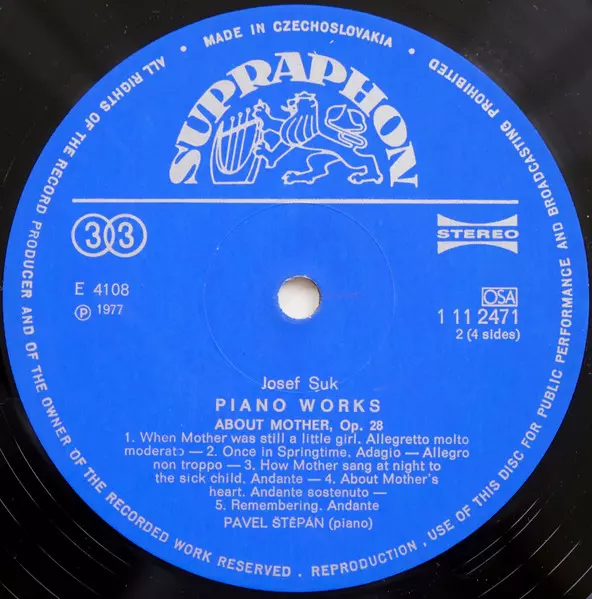 MADE IN CZECHOSLOVAKIA
ALL RIGHTS OF THE RECORD PRODUCER AND OF THE OWNER OF THE RECORDED WORK RESERVED . REPRODUCTION , USE OF THIS DISC FOR PUBLIC PERFORMANCE AND BROADCASTING PROHIBITED
SUPRAPHON
33
STEREO
E 4108
Ⓟ 1977
OSA
1 11 2471
2 (4 sides)
Josef Suk
PIANO WORKS
ABOUT MOTHER, Op. 28
1. When Mother was still a little girl. Allegretto molto
moderato – 2. Once in Springtime. Adagio – Allegro
non troppo – 3. How Mother sang at night to
the sick child. Andante – 4. About Mother's
heart. Andante sostenuto –
5. Remembering. Andante
PAVEL ŠTĚPÁN (piano)